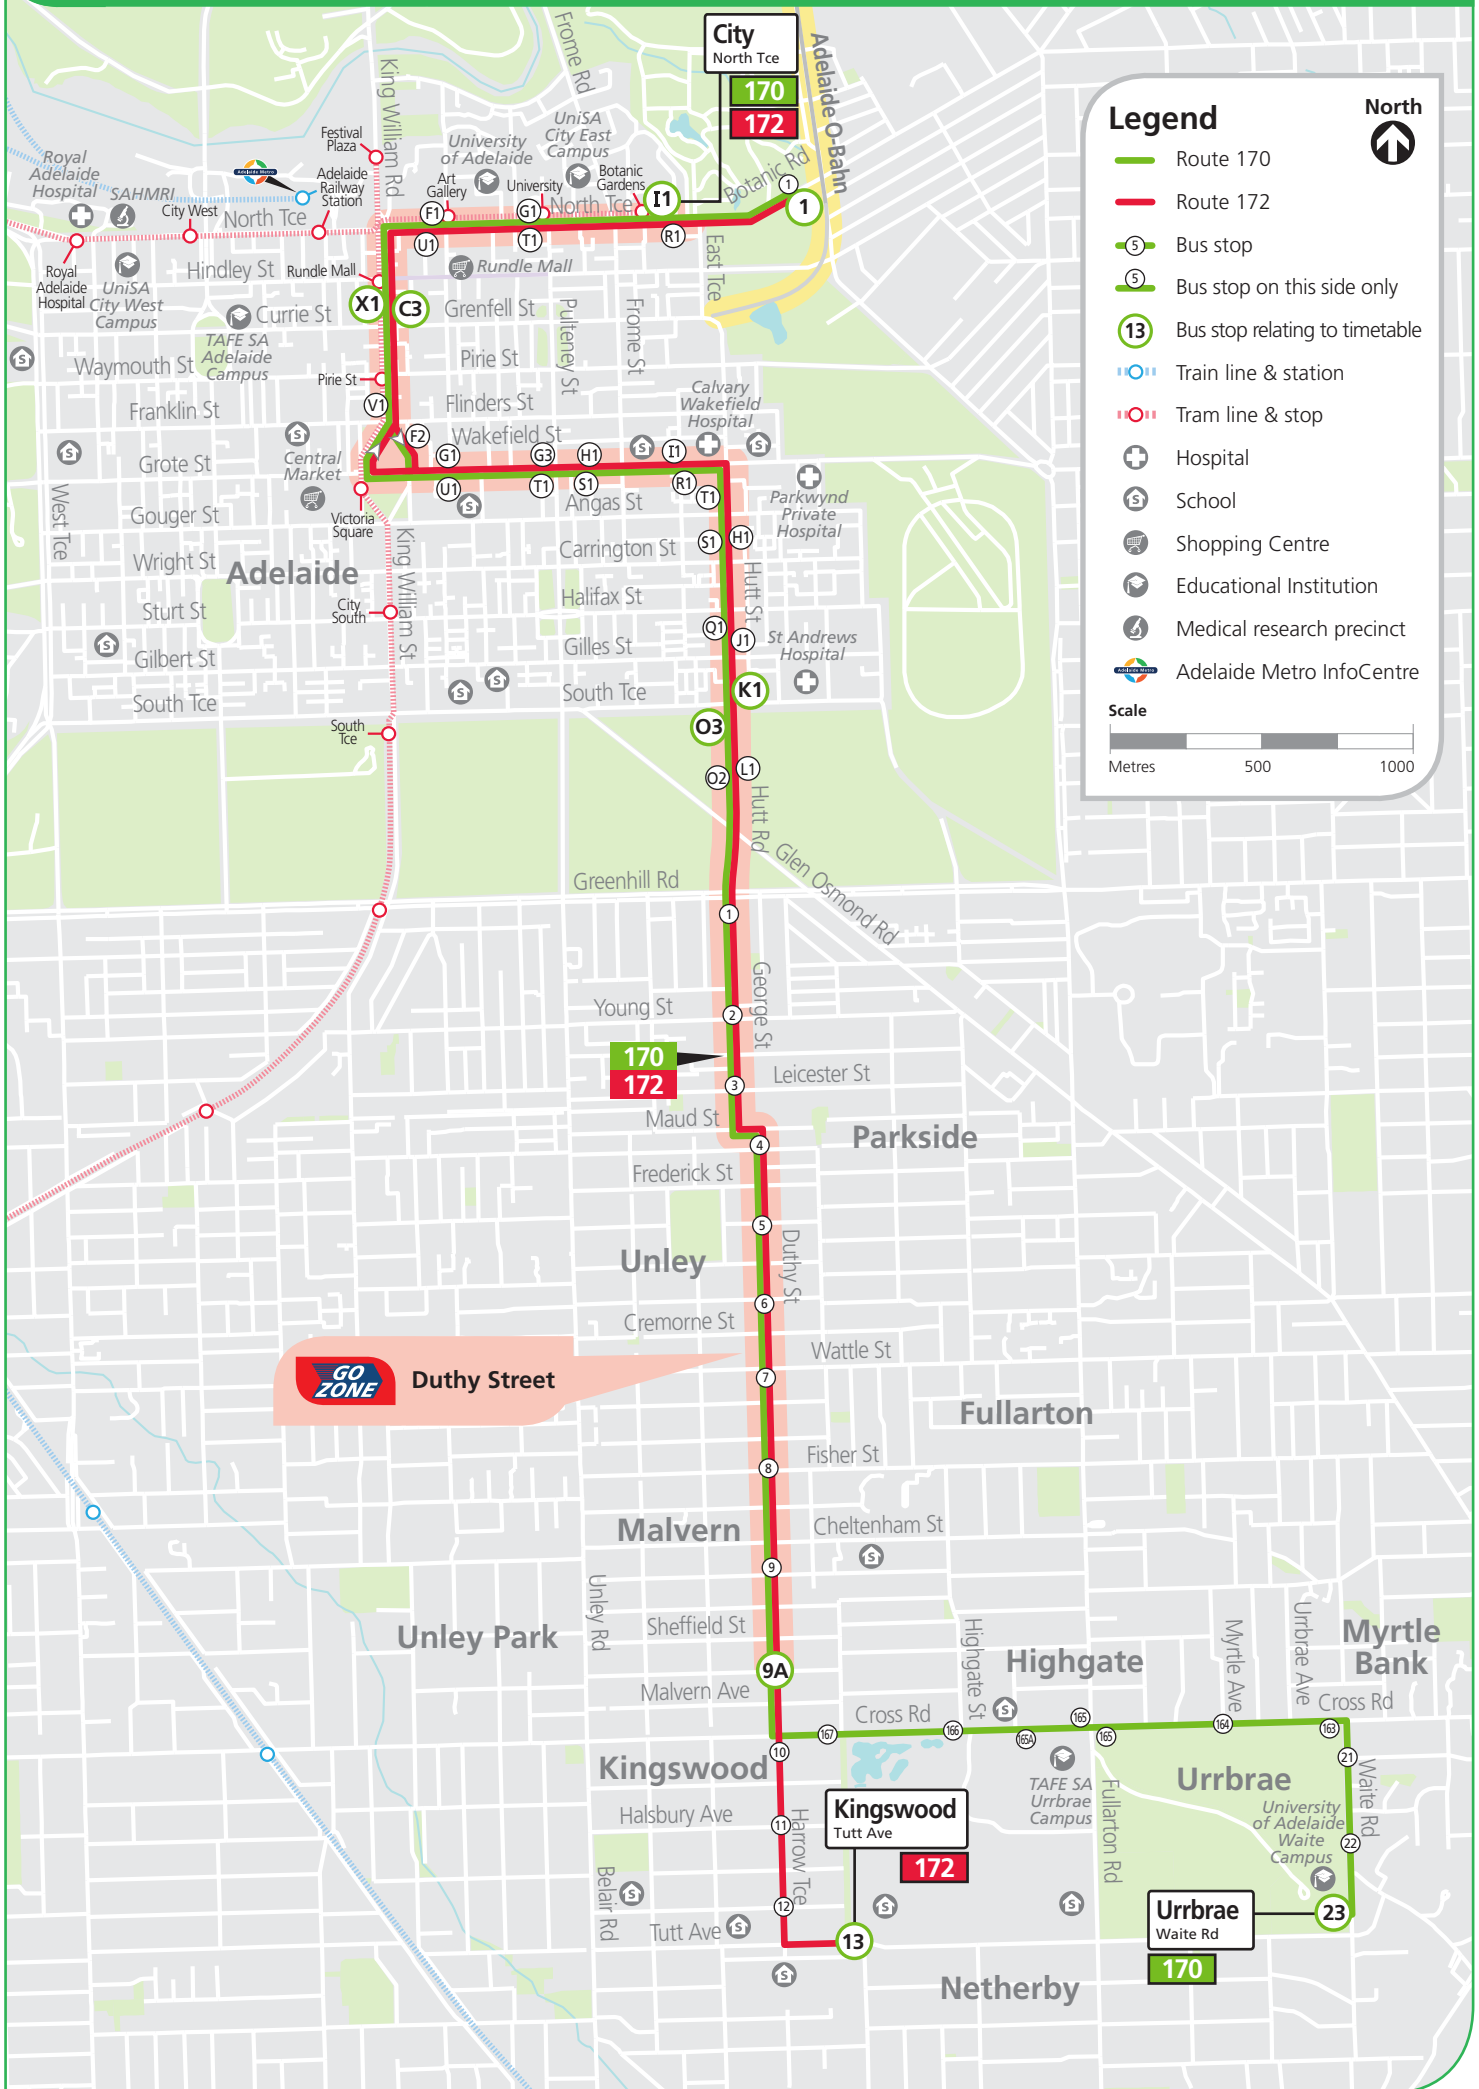 City
North Tce
170
172
Adelaide O-Bahn
Frome Rd
King William Rd
Festival
Plaza
Adelaide Metro
Adelaide
Railway
Station
Royal
Adelaide
Hospital
SAHMRI
City West
North Tce
University
of Adelaide
UniSA
City East
Campus
Art
Gallery
University
Botanic
Gardens
North Tce
Botanic Rd
I1
1
1
F1
G1
U1
T1
R1
East Tce
Royal
Adelaide
Hospital
UniSA
City West
Campus
Hindley St
Rundle Mall
Rundle Mall
X1
C3
Currie St
TAFE SA
Adelaide
Campus
Grenfell St
Pulteney St
Frome St
Waymouth St
Pirie St
Pirie St
Franklin St
V1
Flinders St
Calvary
Wakefield
Hospital
F2
Wakefield St
Grote St
Central
Market
G1
G3
H1
I1
U1
T1
S1
R1
T1
Angas St
Parkwynd
Private
Hospital
West Tce
Gouger St
Victoria
Square
King William St
Wright St
Carrington St
S1
H1
Adelaide
Hutt St
Sturt St
City
South
Halifax St
Q1
J1
St Andrews
Hospital
Gilbert St
Gilles St
South Tce
South Tce
K1
South
Tce
O3
O2
L1
Hutt Rd
Glen Osmond Rd
Greenhill Rd
1
George St
Young St
2
170
172
Leicester St
3
Maud St
4
Parkside
Frederick St
5
Duthy St
Unley
6
Cremorne St
Wattle St
GO
ZONE
Duthy Street
7
Fullarton
Fisher St
8
Malvern
Cheltenham St
9
Unley Rd
Sheffield St
Unley Park
Highgate St
Highgate
Myrtle Ave
Urrbrae Ave
Myrtle
Bank
9A
Malvern Ave
Cross Rd
Cross Rd
167
166
165A
165
165
164
163
10
Kingswood
21
Waite Rd
TAFE SA
Urrbrae
Campus
Fullarton Rd
Urrbrae
University
of Adelaide
Waite
Campus
Halsbury Ave
11
Harrow Tce
Kingswood
Tutt Ave
172
22
Belair Rd
12
Tutt Ave
13
Urrbrae
Waite Rd
170
23
Netherby
Legend
North
Route 170
Route 172
5
Bus stop
5
Bus stop on this side only
13
Bus stop relating to timetable
Train line & station
Tram line & stop
Hospital
S
School
Shopping Centre
Educational Institution
Medical research precinct
Adelaide Metro
Adelaide Metro InfoCentre
Scale
Metres
500
1000